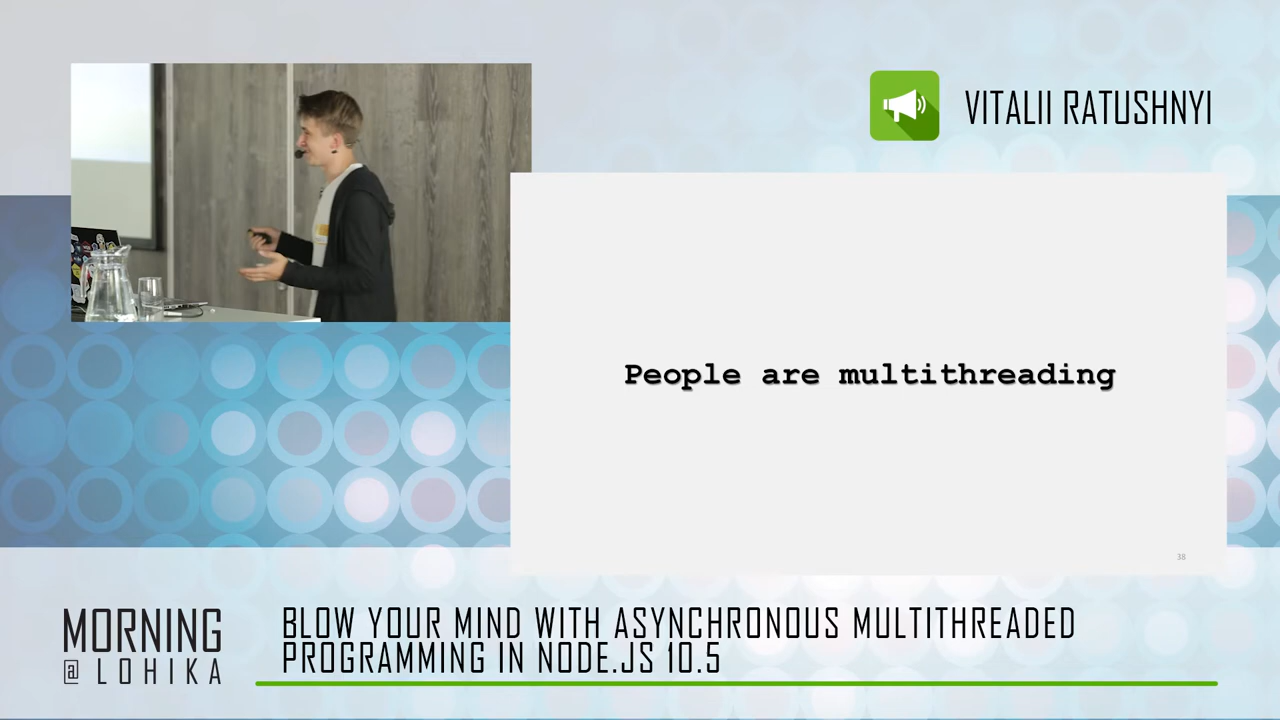 VITALII RATUSHNYI
People are multithreading
38
MORNING
@ LOHIKA
BLOW YOUR MIND WITH ASYNCHRONOUS MULTITHREADED
PROGRAMMING IN NODE.JS 10.5